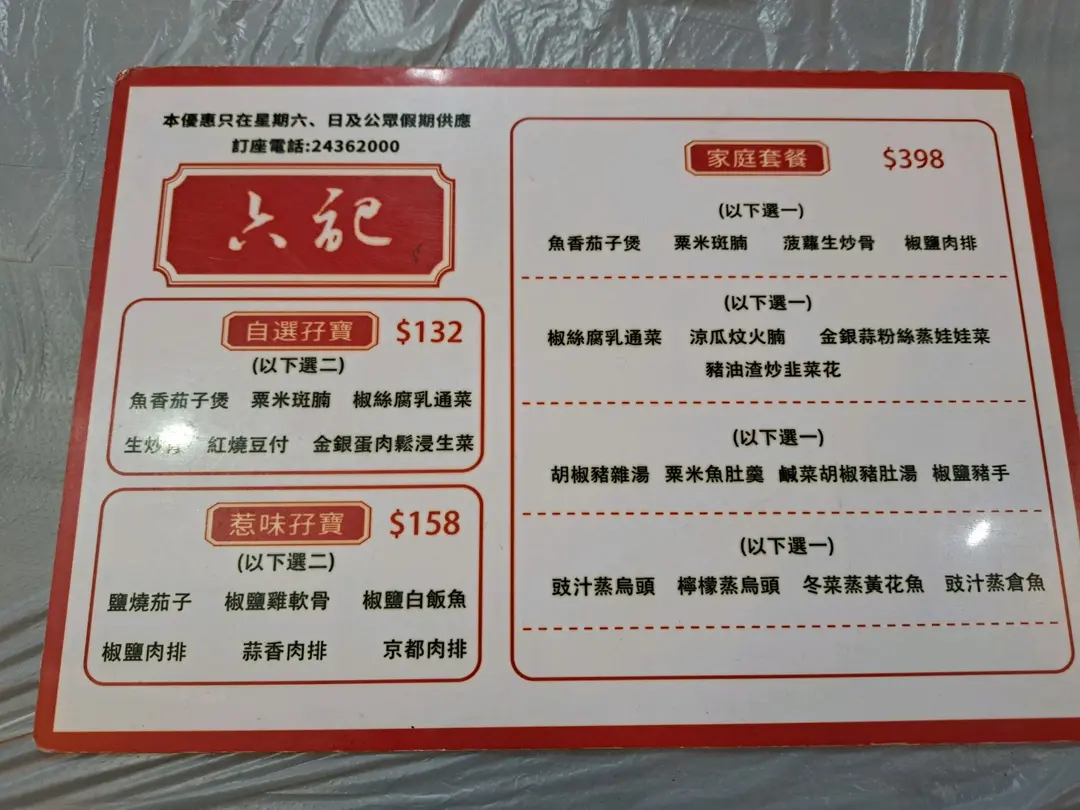 本優惠只在星期六、日及公眾假期供應
訂座電話:24362000
六記
自選孖寶 $132
(以下選二)
魚香茄子煲 粟米斑腩 椒絲腐乳通菜
生炒 紅燒豆付 金銀蛋肉鬆浸生菜
惹味孖寶 $158
(以下選二)
鹽燒茄子 椒鹽雞軟骨 椒鹽白飯魚
椒鹽肉排 蒜香肉排 京都肉排
家庭套餐 $398
(以下選一)
魚香茄子煲 粟米斑腩 菠蘿生炒骨 椒鹽肉排
(以下選一)
椒絲腐乳通菜 涼瓜炆火腩 金銀蒜粉絲蒸娃娃菜
豬油渣炒韭菜花
(以下選一)
胡椒豬雜湯 粟米魚肚羹 鹹菜胡椒豬肚湯 椒鹽豬手
(以下選一)
豉汁蒸烏頭 檸檬蒸烏頭 冬菜蒸黃花魚 豉汁蒸倉魚